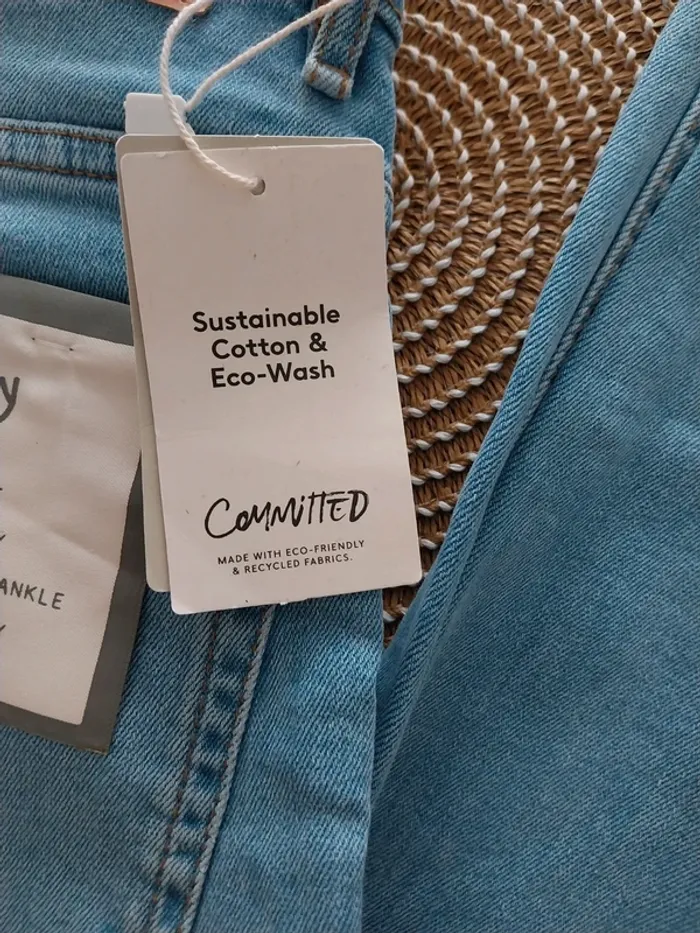 Sustainable
Cotton &
Eco-Wash
COMMITTED
MADE WITH ECO-FRIENDLY
& RECYCLED FABRICS.
y
ANKLE